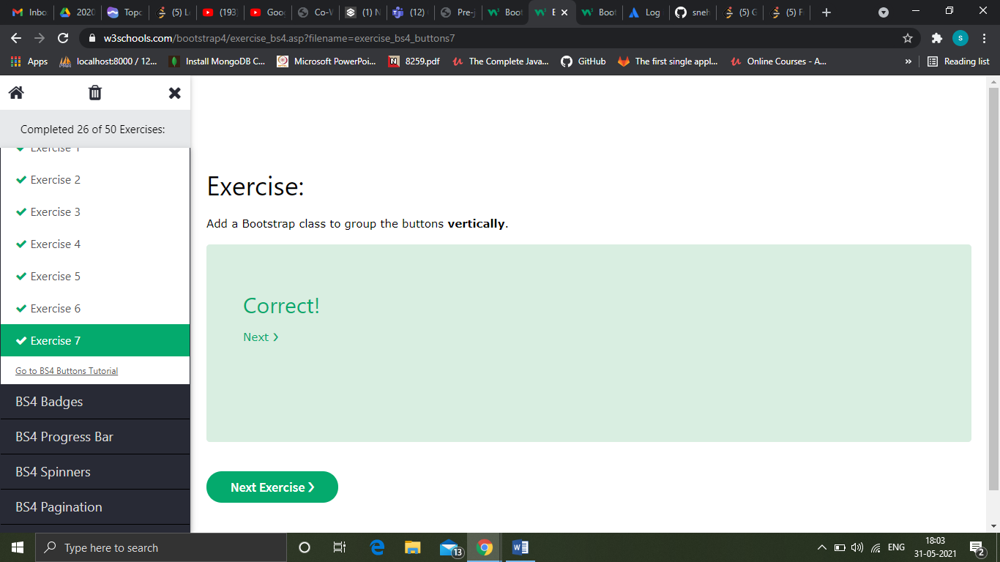 Inbo
2020
Topc
(5) Le
(193)
Goo
Co-W
(1) N
(12)
Pre-j
Boot
E
Boot
Log
sneh
(5) G
(5) F
w3schools.com/bootstrap4/exercise_bs4.asp?filename=exercise_bs4_buttons7
S
Apps
localhost:8000 / 12...
Install MongoDB C...
Microsoft PowerPoi...
8259.pdf
The Complete Java...
GitHub
The first single appl...
Online Courses - A...
»
Reading list
Completed 26 of 50 Exercises:
Exercise 1
Exercise 2
Exercise 3
Exercise 4
Exercise 5
Exercise 6
Exercise 7
Go to BS4 Buttons Tutorial
BS4 Badges
BS4 Progress Bar
BS4 Spinners
BS4 Pagination
Exercise:
Add a Bootstrap class to group the buttons vertically.
Correct!
Next ❯
Next Exercise ❯
Type here to search
13
ENG
18:03
31-05-2021
2